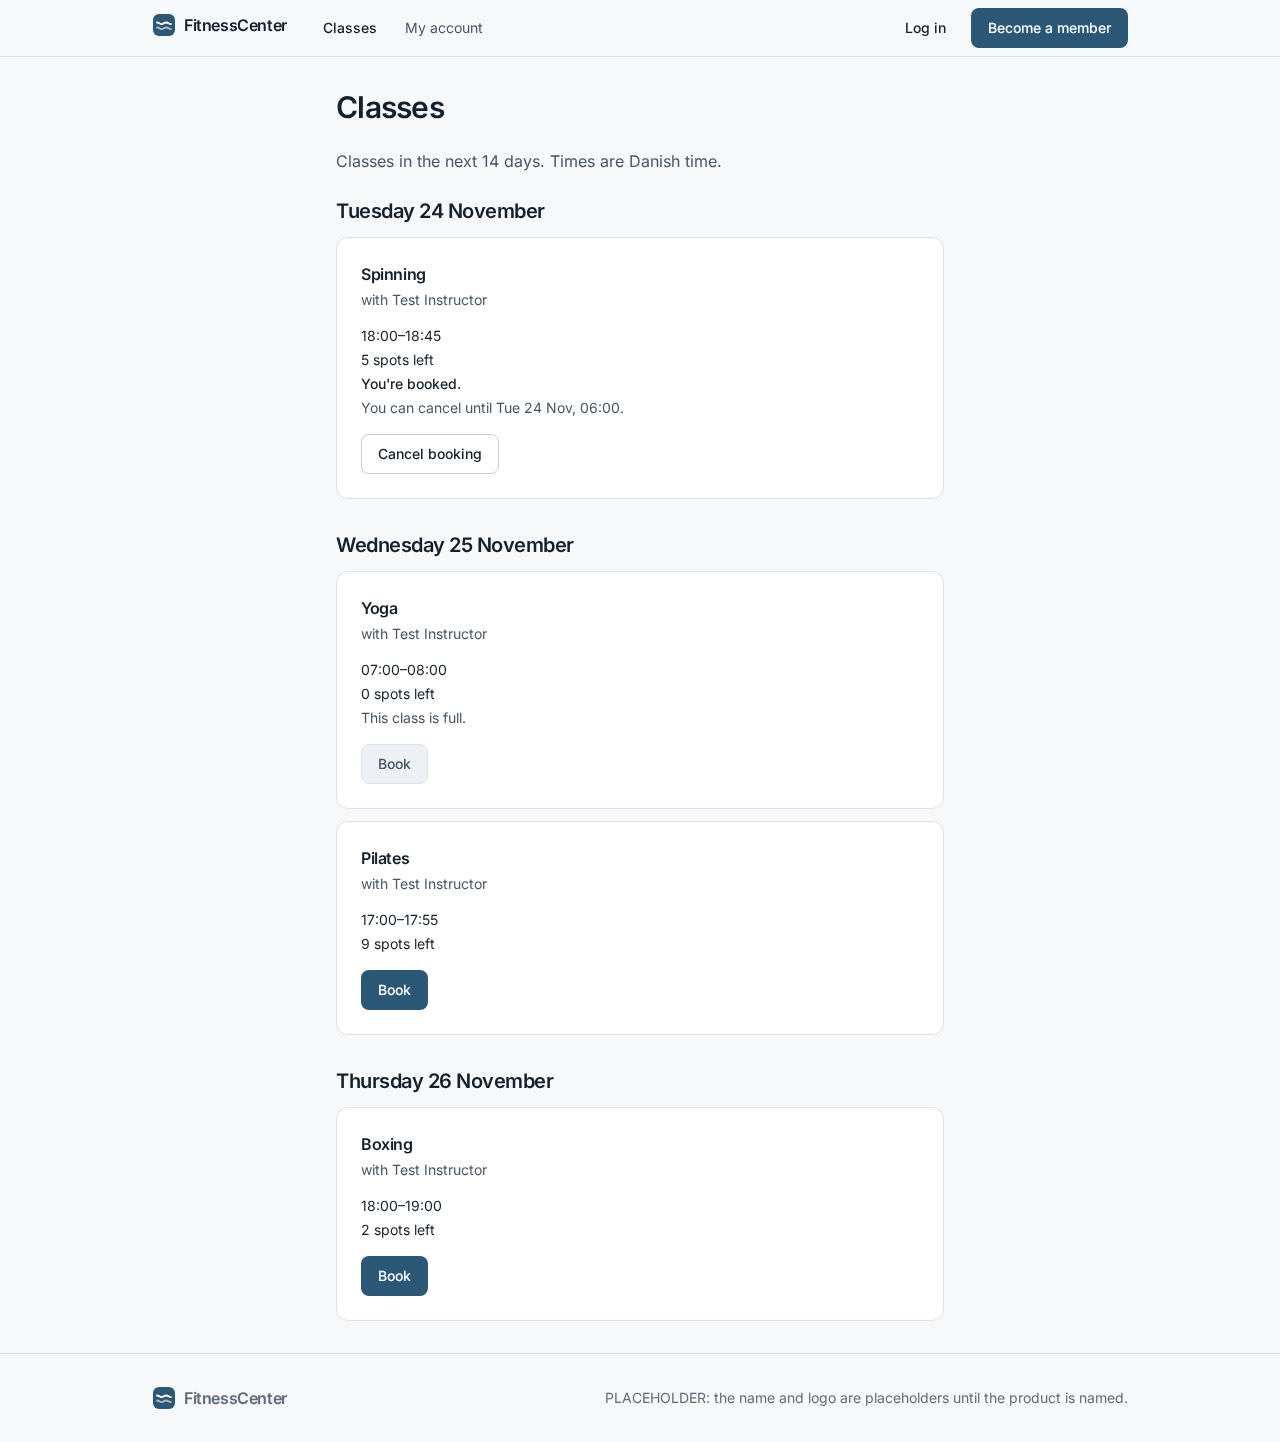 FitnessCenter
Classes
My account
Log in
Become a member
Classes
Classes in the next 14 days. Times are Danish time.
Tuesday 24 November
Spinning
with Test Instructor
18:00–18:45
5 spots left
You're booked.
You can cancel until Tue 24 Nov, 06:00.
Cancel booking
Wednesday 25 November
Yoga
with Test Instructor
07:00–08:00
0 spots left
This class is full.
Book
Pilates
with Test Instructor
17:00–17:55
9 spots left
Book
Thursday 26 November
Boxing
with Test Instructor
18:00–19:00
2 spots left
Book
FitnessCenter
PLACEHOLDER: the name and logo are placeholders until the product is named.